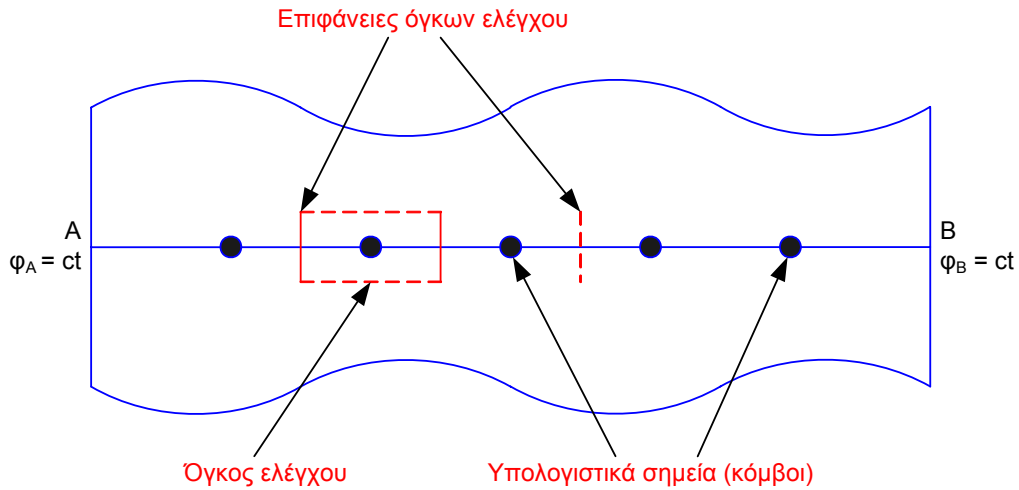 Επιφάνειες όγκων ελέγχου
A
φA = ct
B
φB = ct
Όγκος ελέγχου
Υπολογιστικά σημεία (κόμβοι)